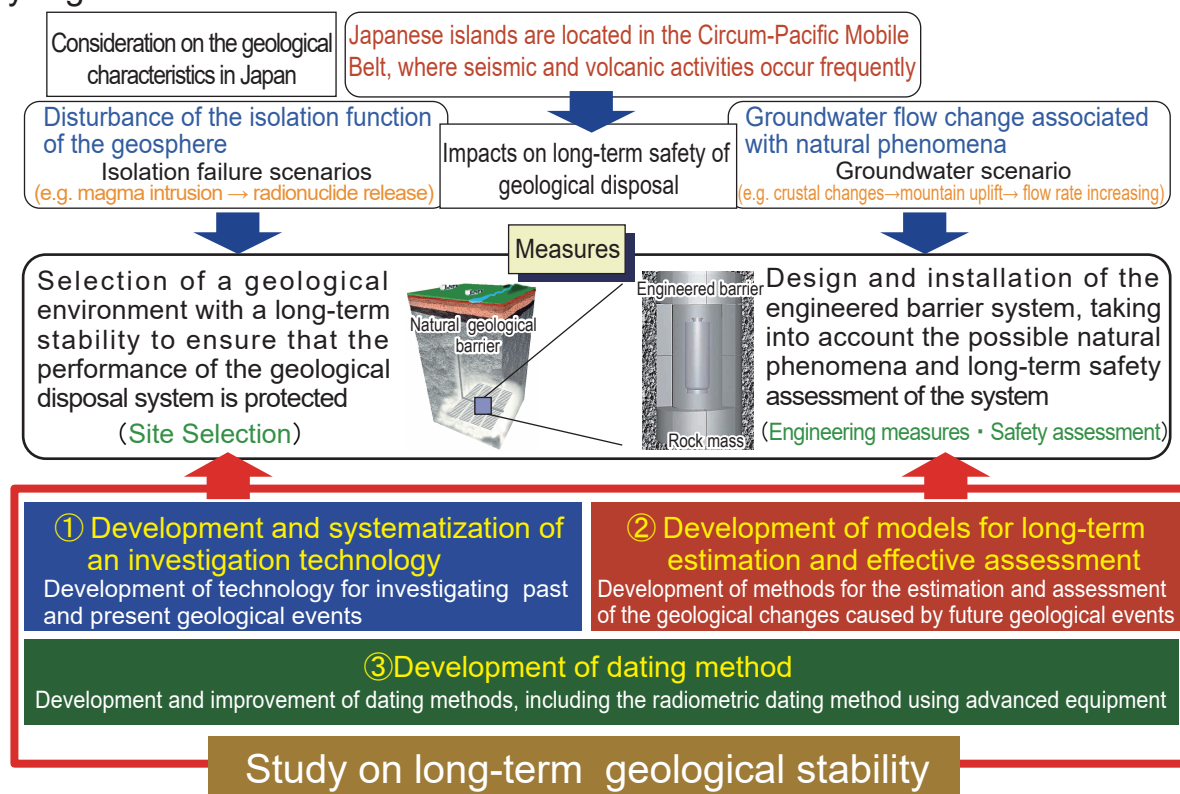 Consideration on the geological
characteristics in Japan
Japanese islands are located in the Circum-Pacific Mobile
Belt, where seismic and volcanic activities occur frequently
Disturbance of the isolation function
of the geosphere
Isolation failure scenarios
(e.g. magma intrusion → radionuclide release)
Impacts on long-term safety of
geological disposal
Groundwater flow change associated
with natural phenomena
Groundwater scenario
(e.g. crustal changes→mountain uplift→ flow rate increasing)
Measures
Selection of a geological
environment with a long-term
stability to ensure that the
performance of the geological
disposal system is protected
(Site Selection)
Natural geological
barrier
Engineered barrier
Rock mass
Design and installation of the
engineered barrier system, taking
into account the possible natural
phenomena and long-term safety
assessment of the system
(Engineering measures・Safety assessment)
① Development and systematization of
an investigation technology
Development of technology for investigating past
and present geological events
② Development of models for long-term
estimation and effective assessment
Development of methods for the estimation and assessment
of the geological changes caused by future geological events
③Development of dating method
Development and improvement of dating methods, including the radiometric dating method using advanced equipment
Study on long-term geological stability